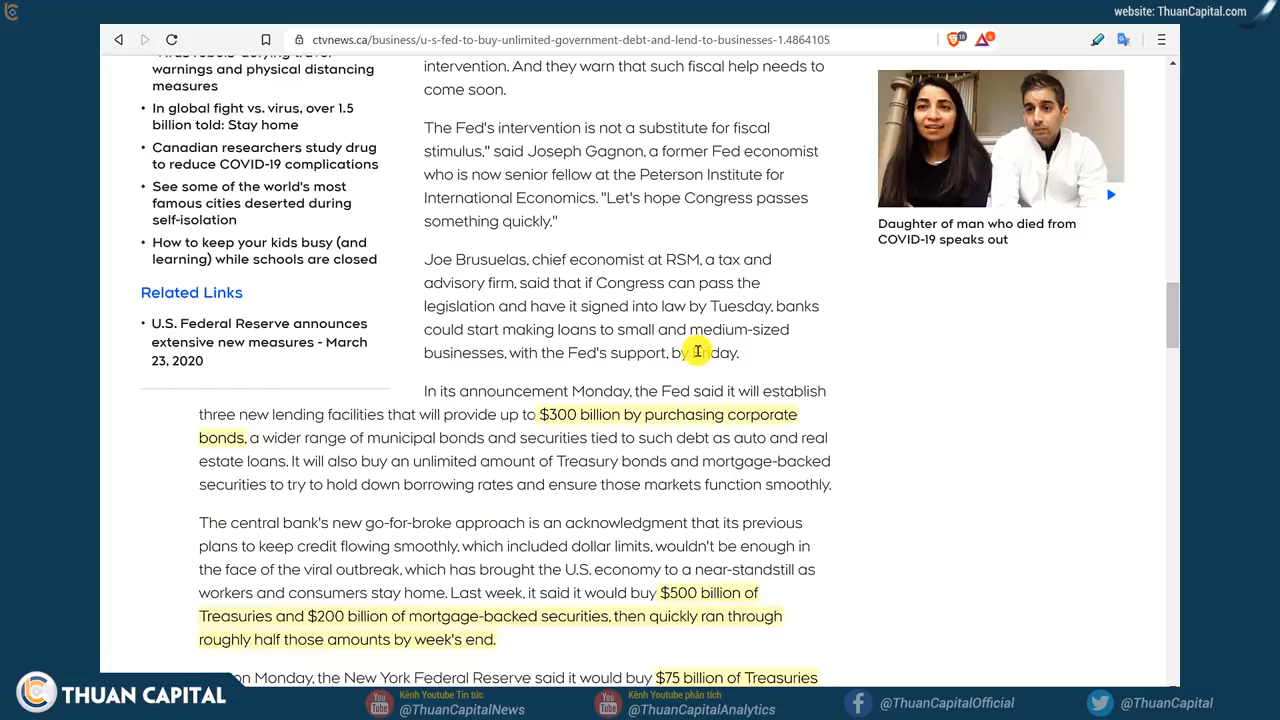 website: ThuanCapital.com
ctvnews.ca/business/u-s-fed-to-buy-unlimited-government-debt-and-lend-to-businesses-1.4864105
warnings and physical distancing
measures
• In global fight vs. virus, over 1.5
billion told: Stay home
• Canadian researchers study drug
to reduce COVID-19 complications
• See some of the world's most
famous cities deserted during
self-isolation
• How to keep your kids busy (and
learning) while schools are closed
Related Links
• U.S. Federal Reserve announces
extensive new measures - March
23, 2020
intervention. And they warn that such fiscal help needs to
come soon.
The Fed's intervention is not a substitute for fiscal
stimulus," said Joseph Gagnon, a former Fed economist
who is now senior fellow at the Peterson Institute for
International Economics. "Let's hope Congress passes
something quickly."
Joe Brusuelas, chief economist at RSM, a tax and
advisory firm, said that if Congress can pass the
legislation and have it signed into law by Tuesday, banks
could start making loans to small and medium-sized
businesses, with the Fed's support, by Friday.
In its announcement Monday, the Fed said it will establish
three new lending facilities that will provide up to $300 billion by purchasing corporate
bonds, a wider range of municipal bonds and securities tied to such debt as auto and real
estate loans. It will also buy an unlimited amount of Treasury bonds and mortgage-backed
securities to try to hold down borrowing rates and ensure those markets function smoothly.
The central bank's new go-for-broke approach is an acknowledgment that its previous
plans to keep credit flowing smoothly, which included dollar limits, wouldn't be enough in
the face of the viral outbreak, which has brought the U.S. economy to a near-standstill as
workers and consumers stay home. Last week, it said it would buy $500 billion of
Treasuries and $200 billion of mortgage-backed securities, then quickly ran through
roughly half those amounts by week's end.
on Monday, the New York Federal Reserve said it would buy $75 billion of Treasuries
Daughter of man who died from
COVID-19 speaks out
THUAN CAPITAL
Kênh Youtube Tin tức
@ThuanCapitalNews
Kênh Youtube phân tích
@ThuanCapitalAnalytics
@ThuanCapitalOfficial
@ThuanCapital